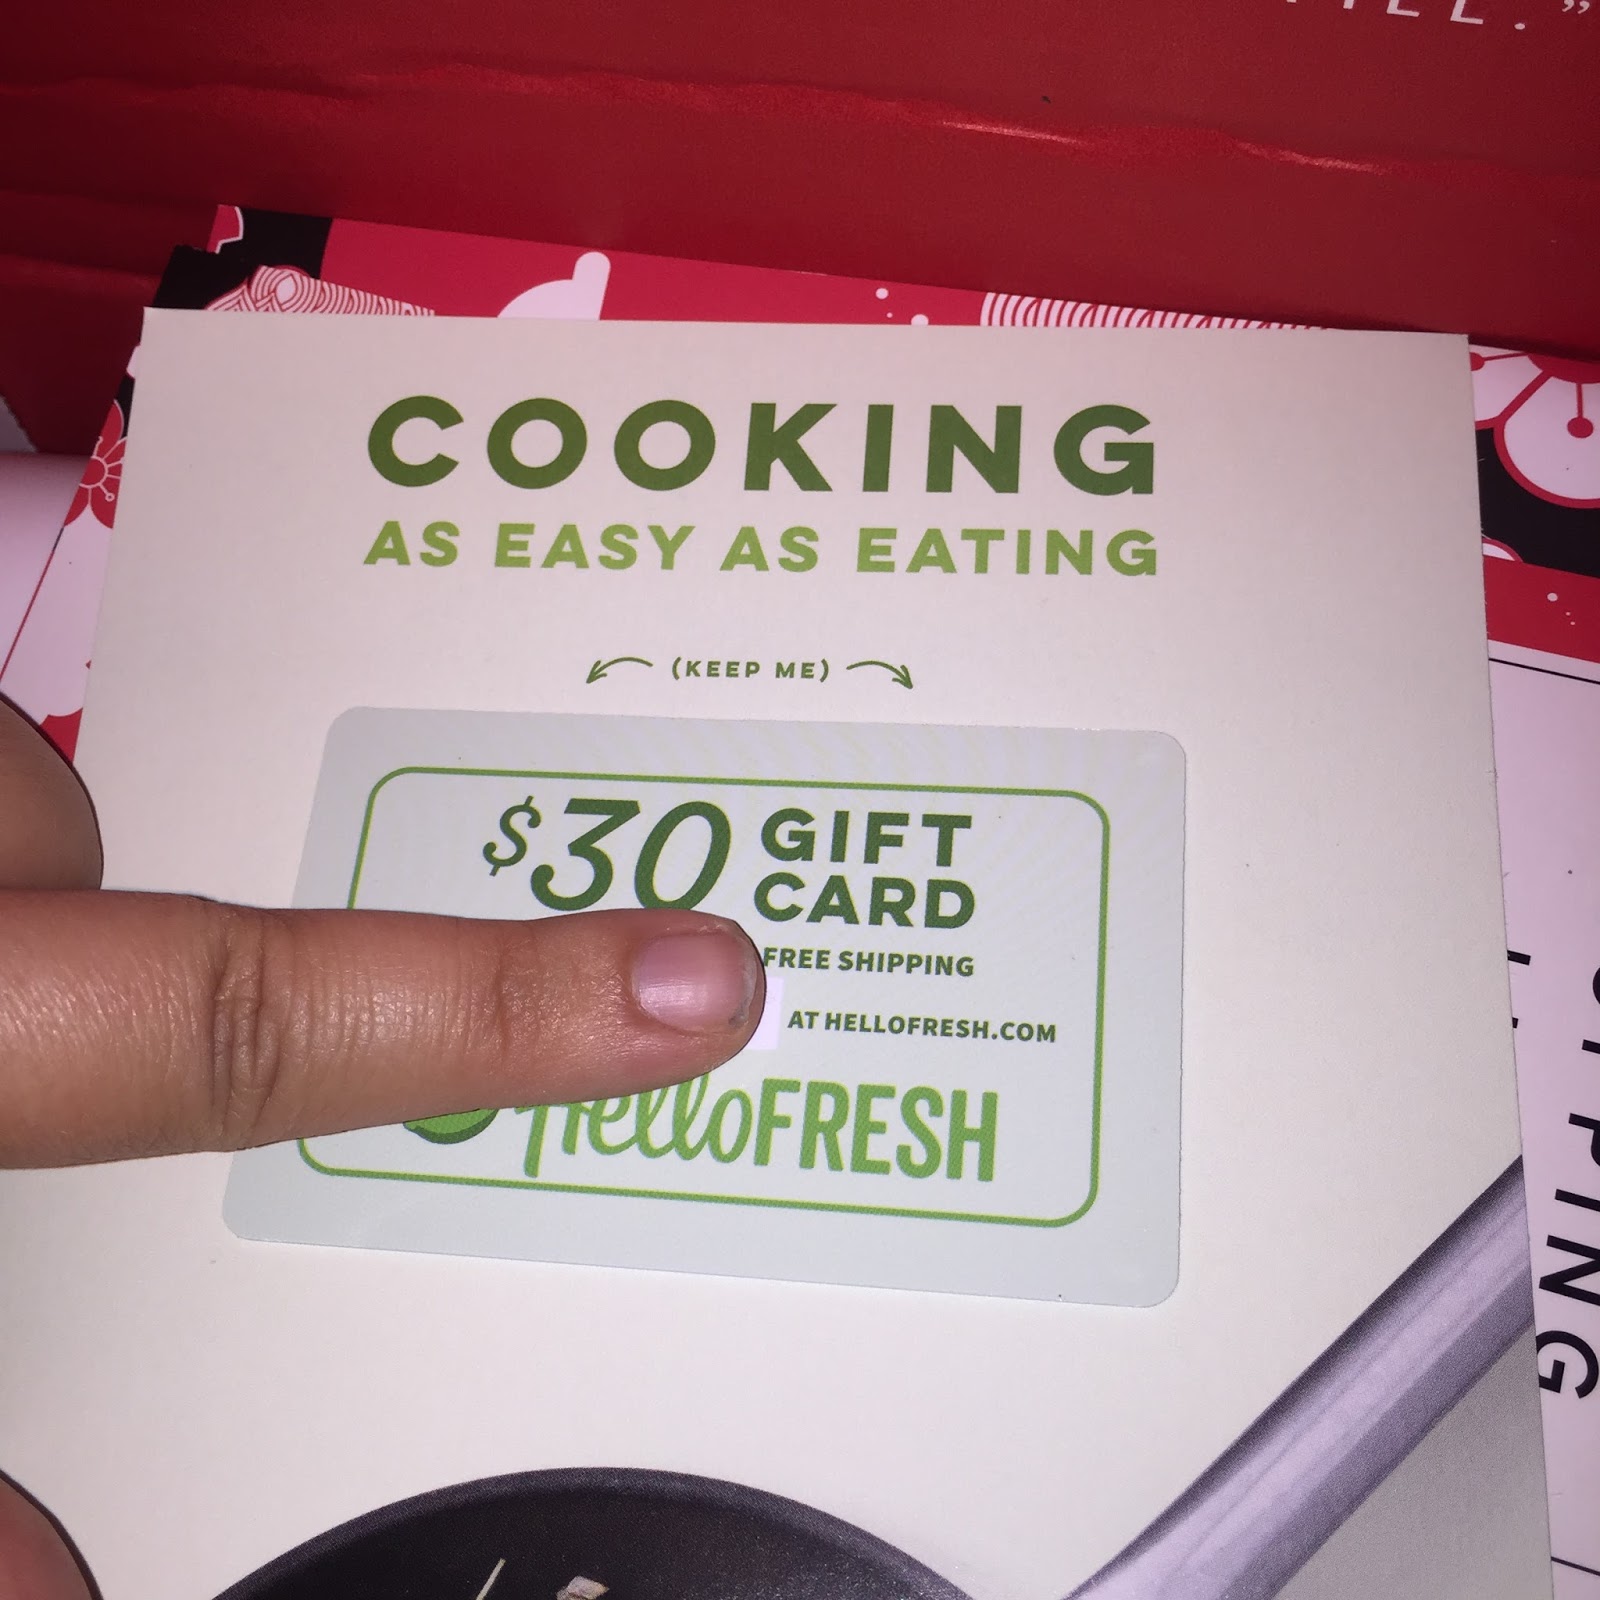 COOKING
AS EASY AS EATING
(KEEP ME)
$30 GIFT
CARD
FREE SHIPPING
AT HELLOFRESH.COM
HelloFRESH